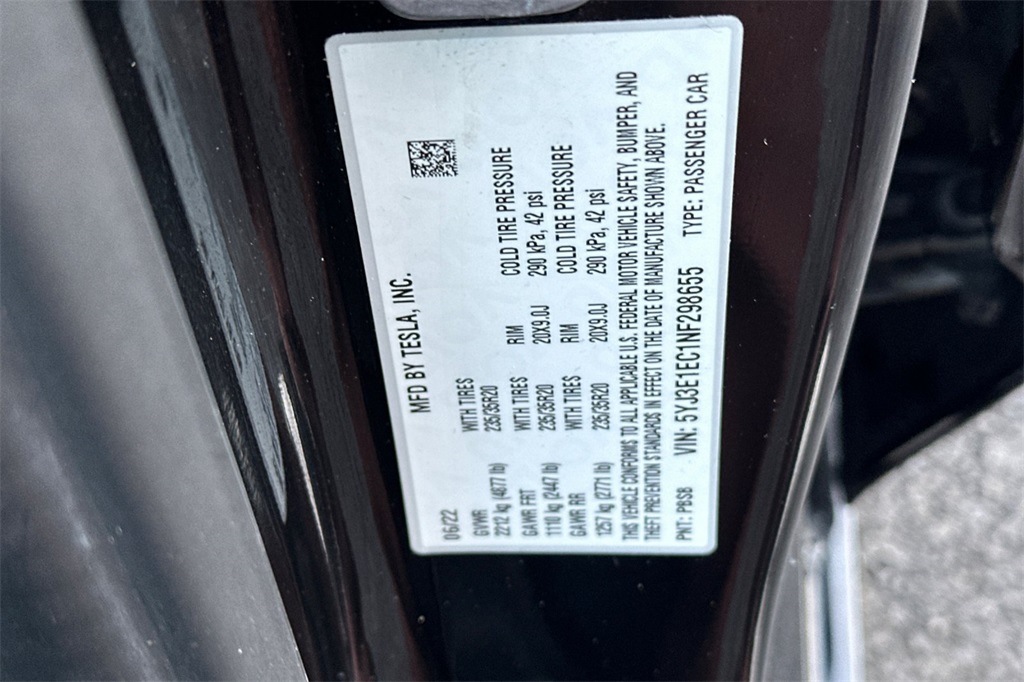 MFD BY TESLA, INC.
06/22
GVWR WITH TIRES
2212 kg (4877 lb) 235/35R20
GAWR FRT WITH TIRES RIM COLD TIRE PRESSURE
1110 kg (2447 lb) 235/35R20 20X9.0J 290 kPa, 42 psi
GAWR RR WITH TIRES RIM COLD TIRE PRESSURE
1257 kg (2771 lb) 235/35R20 20X9.0J 290 kPa, 42 psi
THIS VEHICLE CONFORMS TO ALL APPLICABLE U.S. FEDERAL MOTOR VEHICLE SAFETY, BUMPER, AND
THEFT PREVENTION STANDARDS IN EFFECT ON THE DATE OF MANUFACTURE SHOWN ABOVE.
PKT: PBSB VIN: 5YJ3E1EC1NF298655 TYPE: PASSENGER CAR